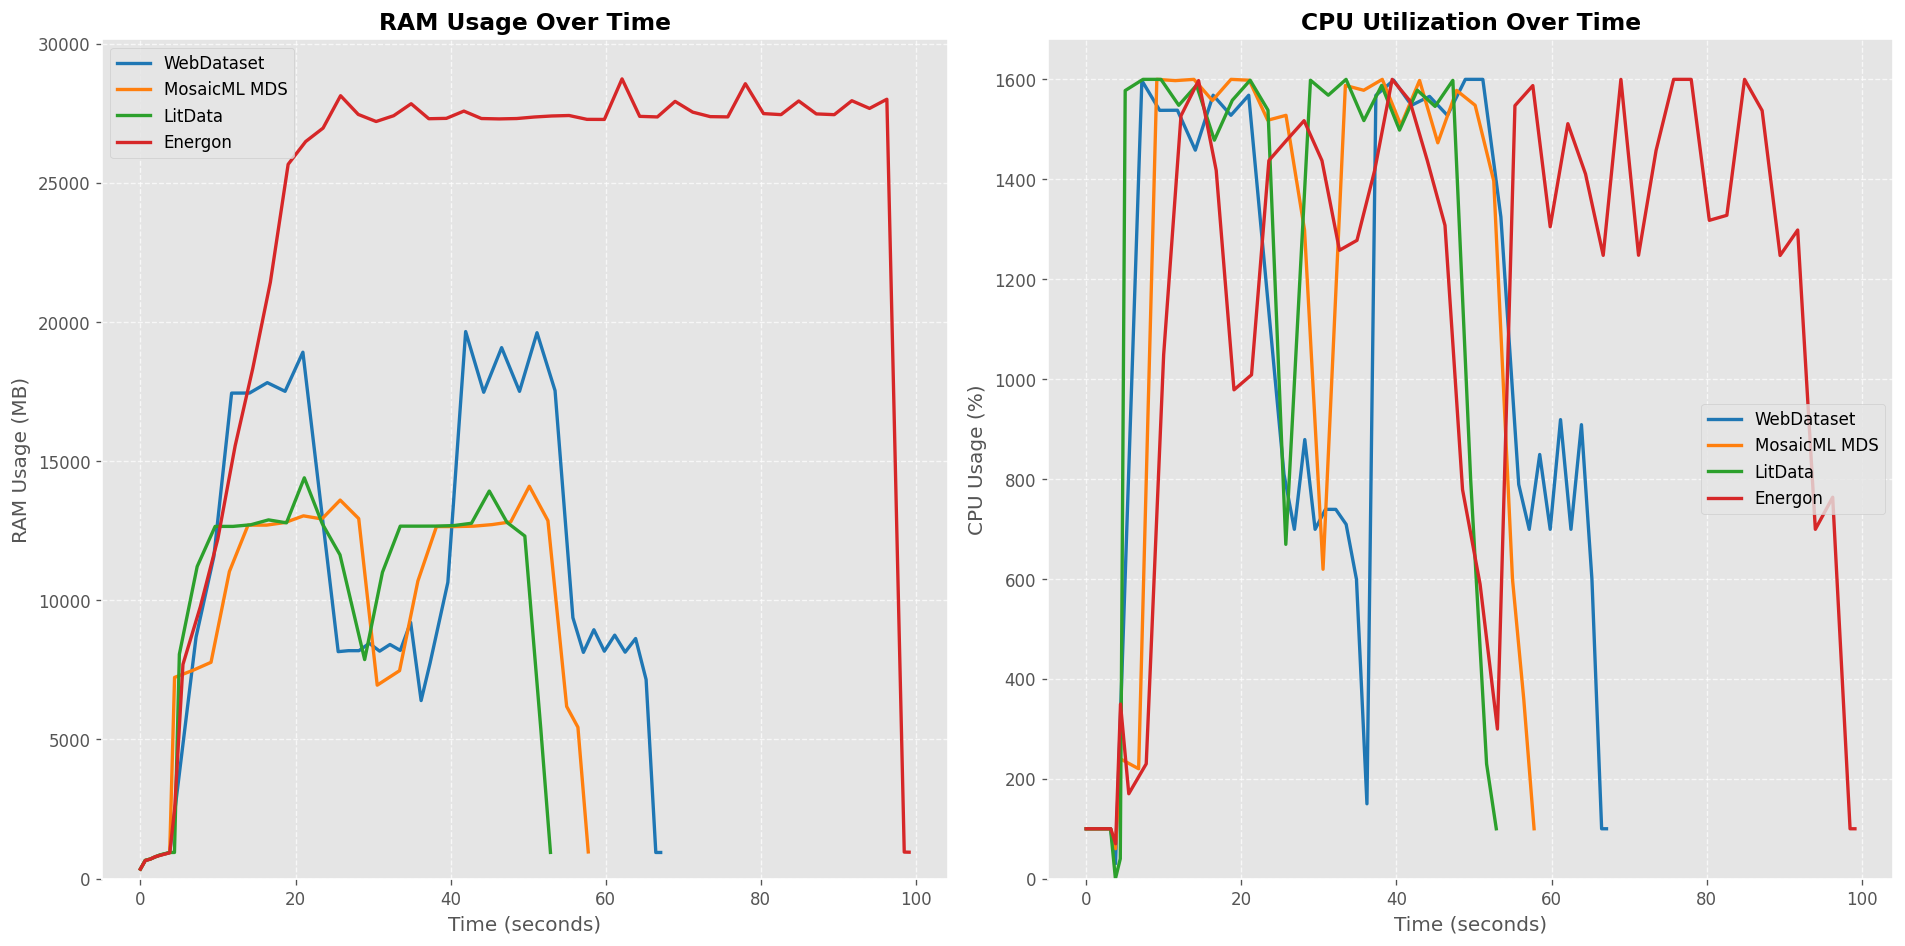 RAM Usage Over Time
30000
25000
20000
15000
10000
5000
0
RAM Usage (MB)
WebDataset
MosaicML MDS
LitData
Energon
0 20 40 60 80 100
Time (seconds)
CPU Utilization Over Time
1600
1400
1200
1000
800
600
400
200
0
CPU Usage (%)
WebDataset
MosaicML MDS
LitData
Energon
0 20 40 60 80 100
Time (seconds)